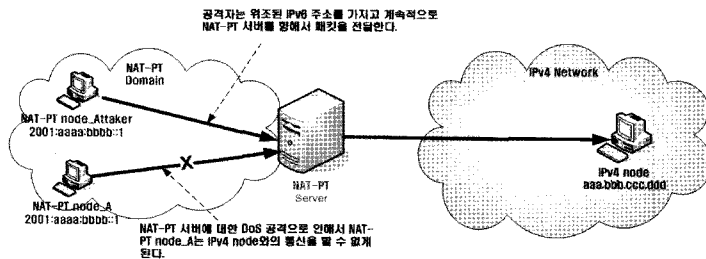 공격자는 위조된 IPv6 주소를 가지고 계속적으로
NAT-PT 서버를 향해서 패킷을 전달한다.
NAT-PT
Domain
IPv4 Network
NAT-PT node_Attaker
2001:aaaa:bbbb::1
X
NAT-PT
Server
IPv4 node
aaa.bbb.ccc.ddd
NAT-PT node_A
2001:aaaa:bbbb::1
NAT-PT 서버에 대한 DoS 공격으로 인해서 NAT-
PT node_A는 IPv4 node와의 통신을 할 수 없게
된다.